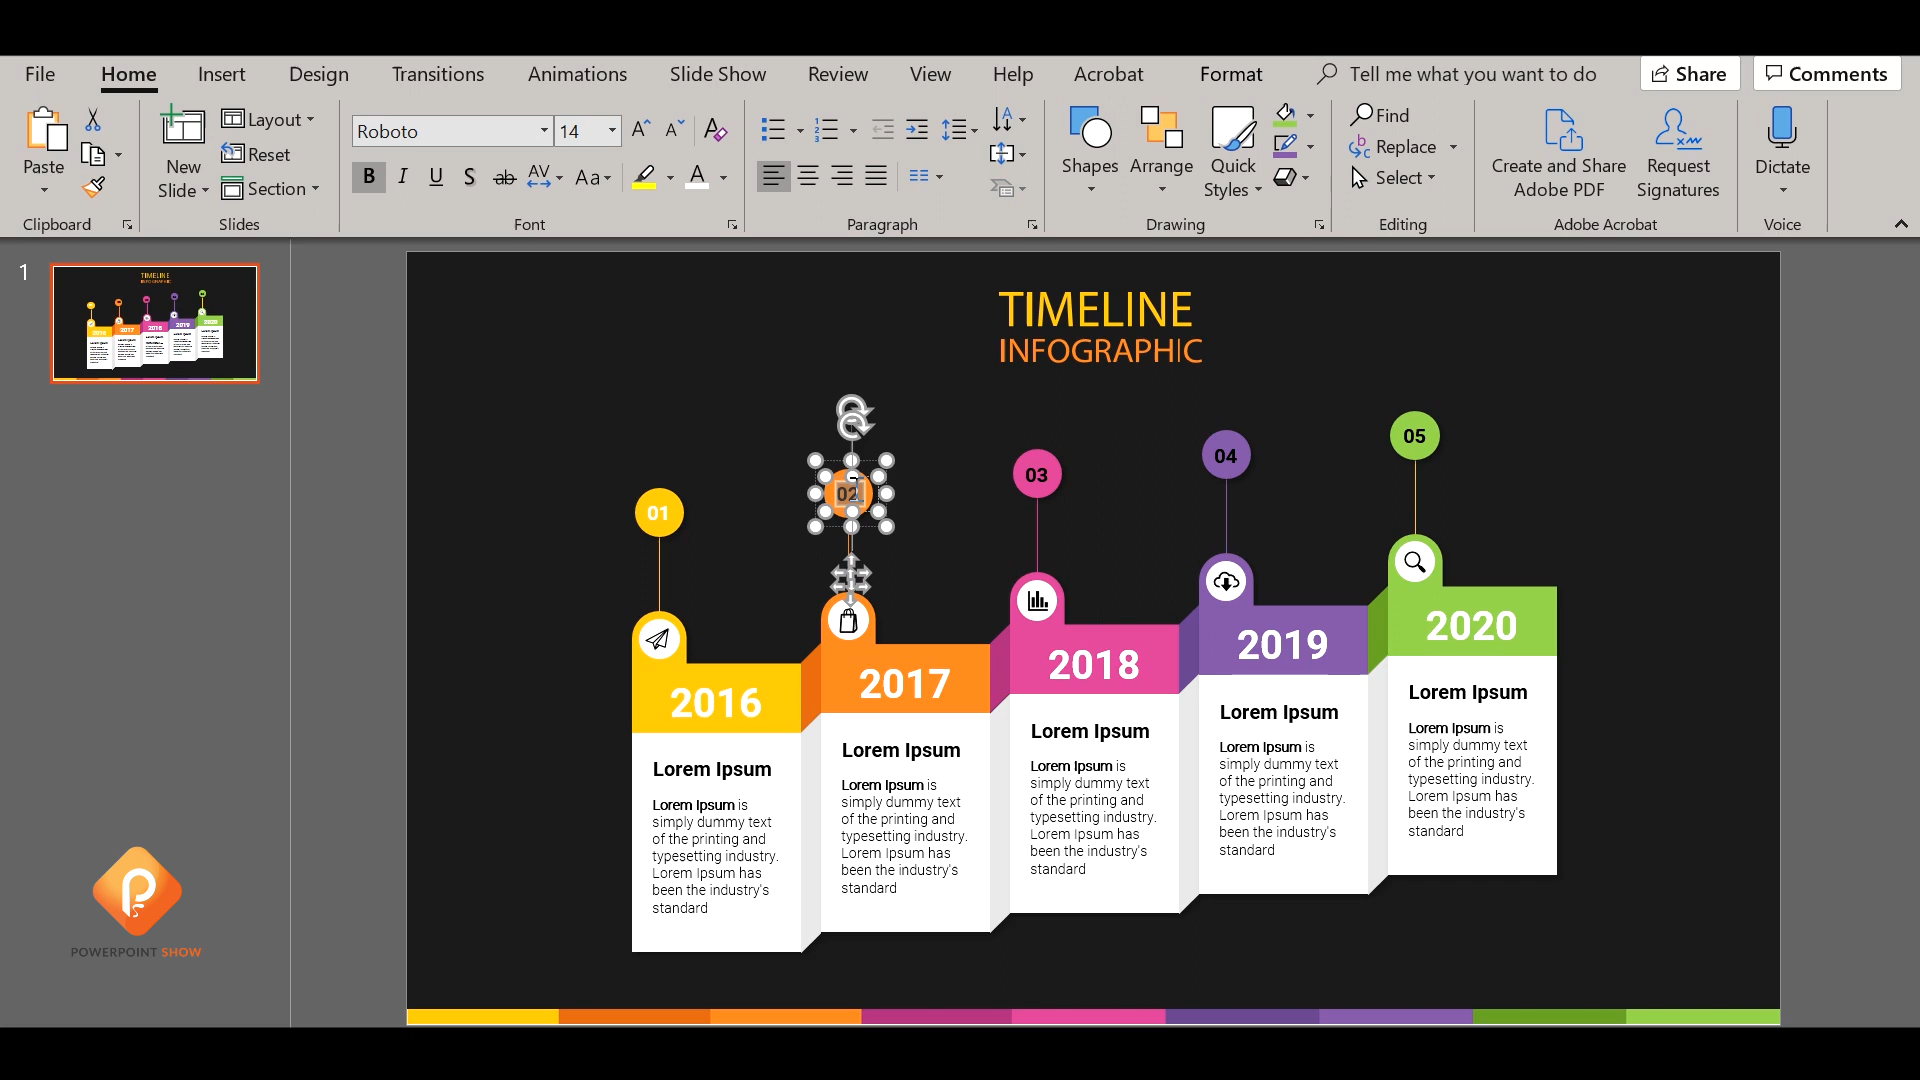 File Home Insert Design Transitions Animations Slide Show Review View Help Acrobat Format Tell me what you want to do Share Comments
Paste
New
Slide
Layout
Reset
Section
Roboto 14
B I U S ab AV Aa A
Shapes Arrange Quick
Styles
Find
Replace
Select
Create and Share
Adobe PDF
Request
Signatures
Dictate
Clipboard Slides Font Paragraph Drawing Editing Adobe Acrobat Voice
1
TIMELINE
INFOGRAPHIC
01
02
03
04
05
2016
Lorem Ipsum
Lorem Ipsum is
simply dummy text
of the printing and
typesetting industry.
Lorem Ipsum has
been the industry's
standard
2017
Lorem Ipsum
Lorem Ipsum is
simply dummy text
of the printing and
typesetting industry.
Lorem Ipsum has
been the industry's
standard
2018
Lorem Ipsum
Lorem Ipsum is
simply dummy text
of the printing and
typesetting industry.
Lorem Ipsum has
been the industry's
standard
2019
Lorem Ipsum
Lorem Ipsum is
simply dummy text
of the printing and
typesetting industry.
Lorem Ipsum has
been the industry's
standard
2020
Lorem Ipsum
Lorem Ipsum is
simply dummy text
of the printing and
typesetting industry.
Lorem Ipsum has
been the industry's
standard
POWERPOINT SHOW